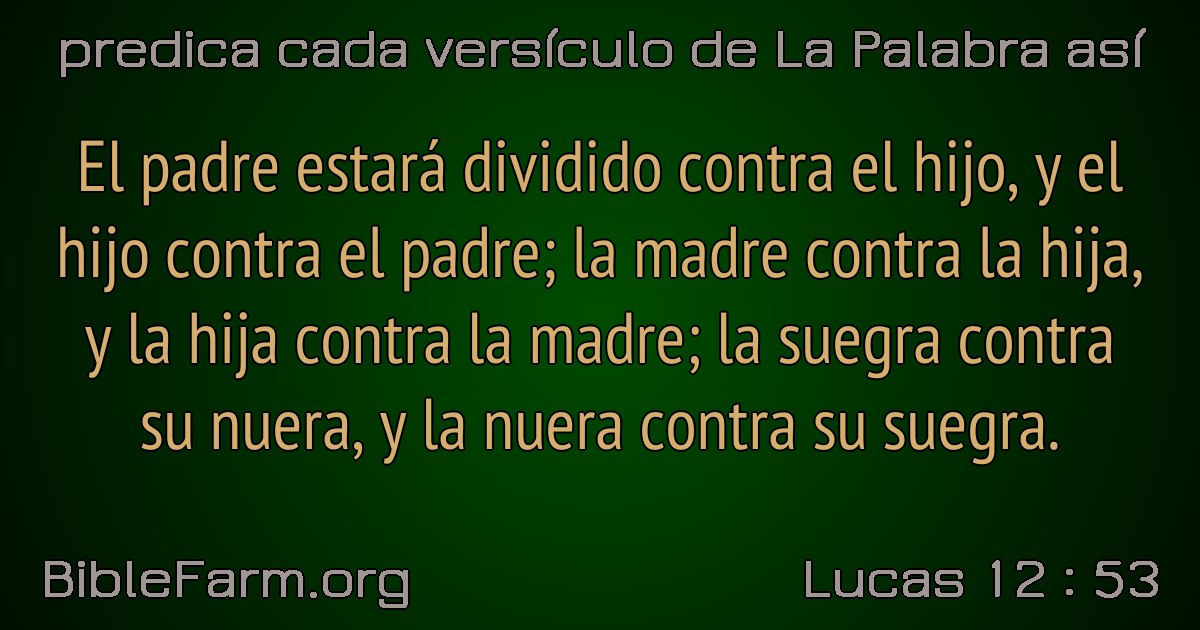 predica cada versículo de La Palabra así
El padre estará dividido contra el hijo, y el
hijo contra el padre; la madre contra la hija,
y la hija contra la madre; la suegra contra
su nuera, y la nuera contra su suegra.
BibleFarm.org
Lucas 12 : 53